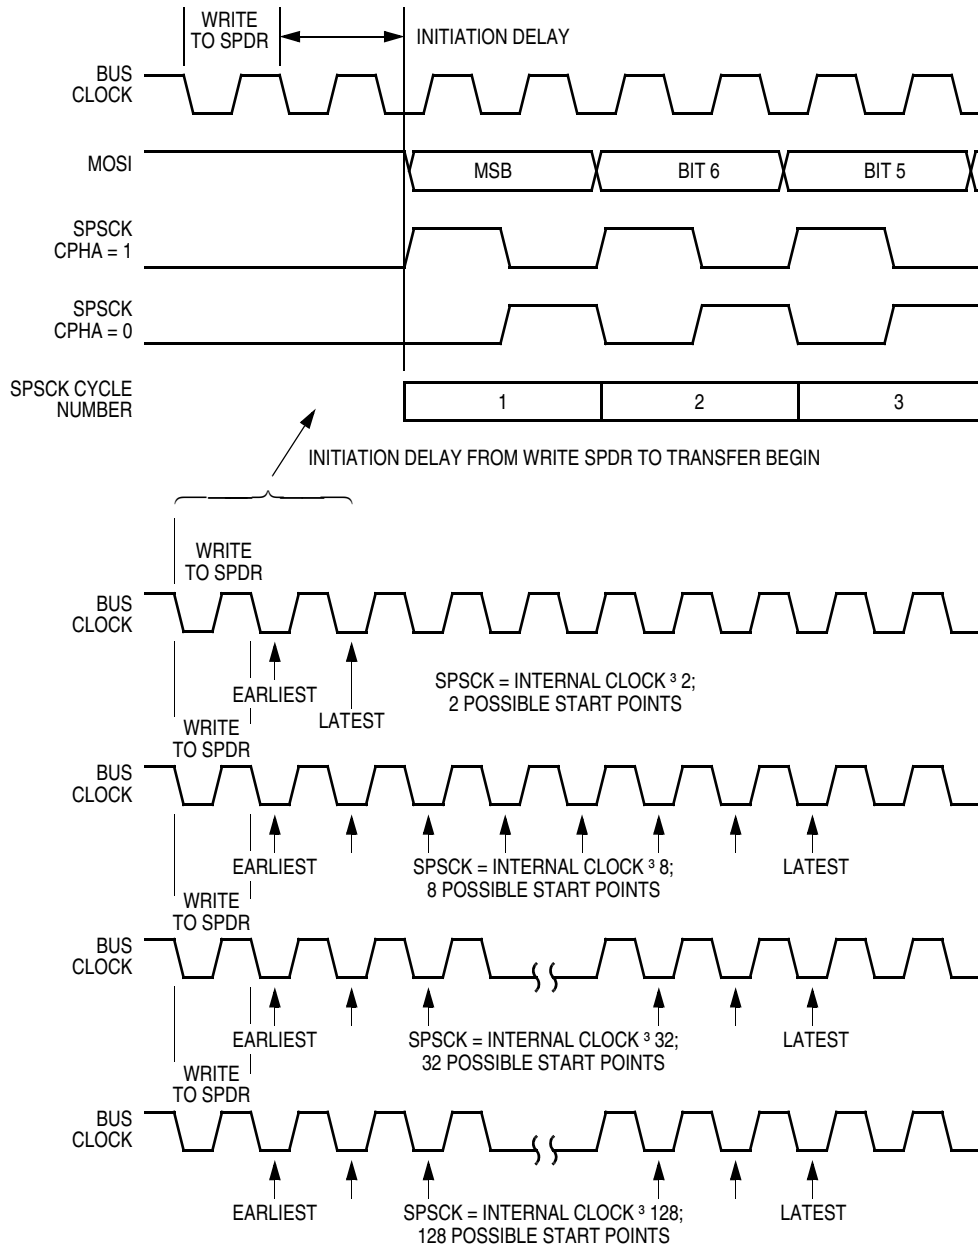 WRITE
TO SPDR
INITIATION DELAY
BUS
CLOCK
MOSI
MSB
BIT 6
BIT 5
SPSCK
CPHA = 1
SPSCK
CPHA = 0
SPSCK CYCLE
NUMBER
1
2
3
INITIATION DELAY FROM WRITE SPDR TO TRANSFER BEGIN
WRITE
TO SPDR
BUS
CLOCK
EARLIEST
LATEST
SPSCK = INTERNAL CLOCK ³ 2;
2 POSSIBLE START POINTS
WRITE
TO SPDR
BUS
CLOCK
EARLIEST
SPSCK = INTERNAL CLOCK ³ 8;
8 POSSIBLE START POINTS
LATEST
WRITE
TO SPDR
BUS
CLOCK
EARLIEST
SPSCK = INTERNAL CLOCK ³ 32;
32 POSSIBLE START POINTS
LATEST
WRITE
TO SPDR
BUS
CLOCK
EARLIEST
SPSCK = INTERNAL CLOCK ³ 128;
128 POSSIBLE START POINTS
LATEST